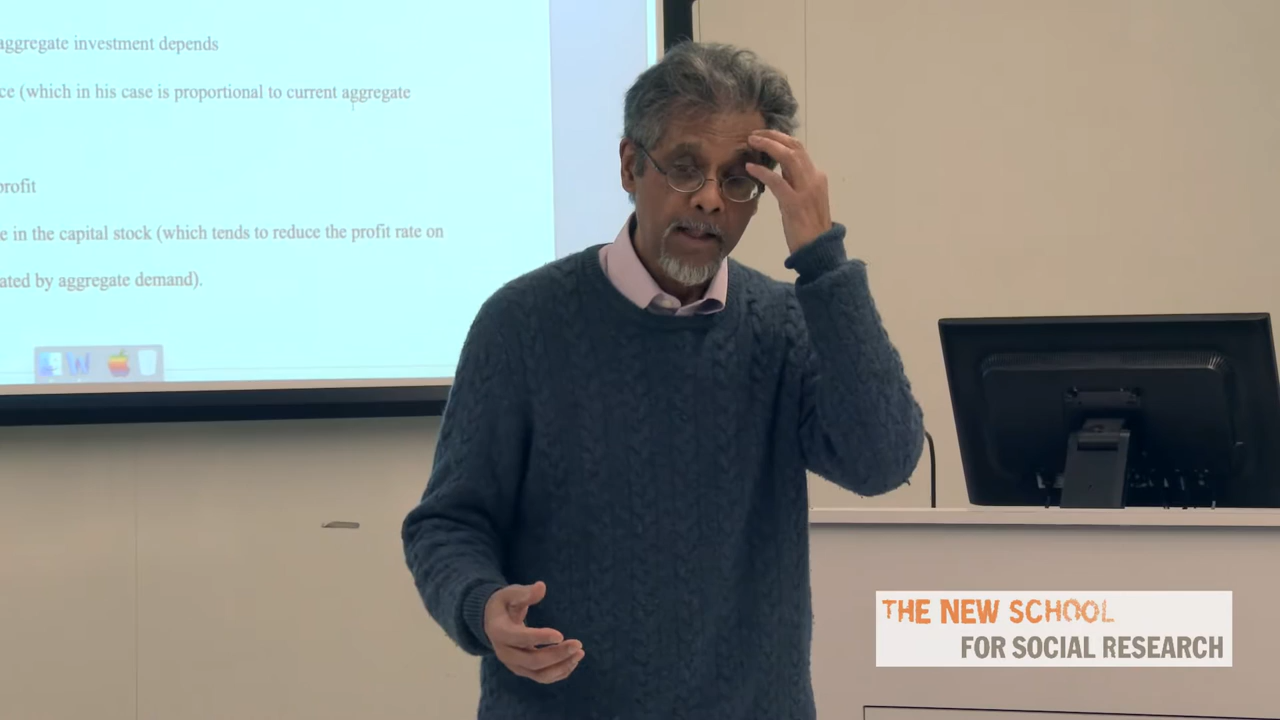 aggregate investment depends
ce (which in his case is proportional to current aggregate
profit
e in the capital stock (which tends to reduce the profit rate on
ated by aggregate demand).
THE NEW SCHOOL
FOR SOCIAL RESEARCH